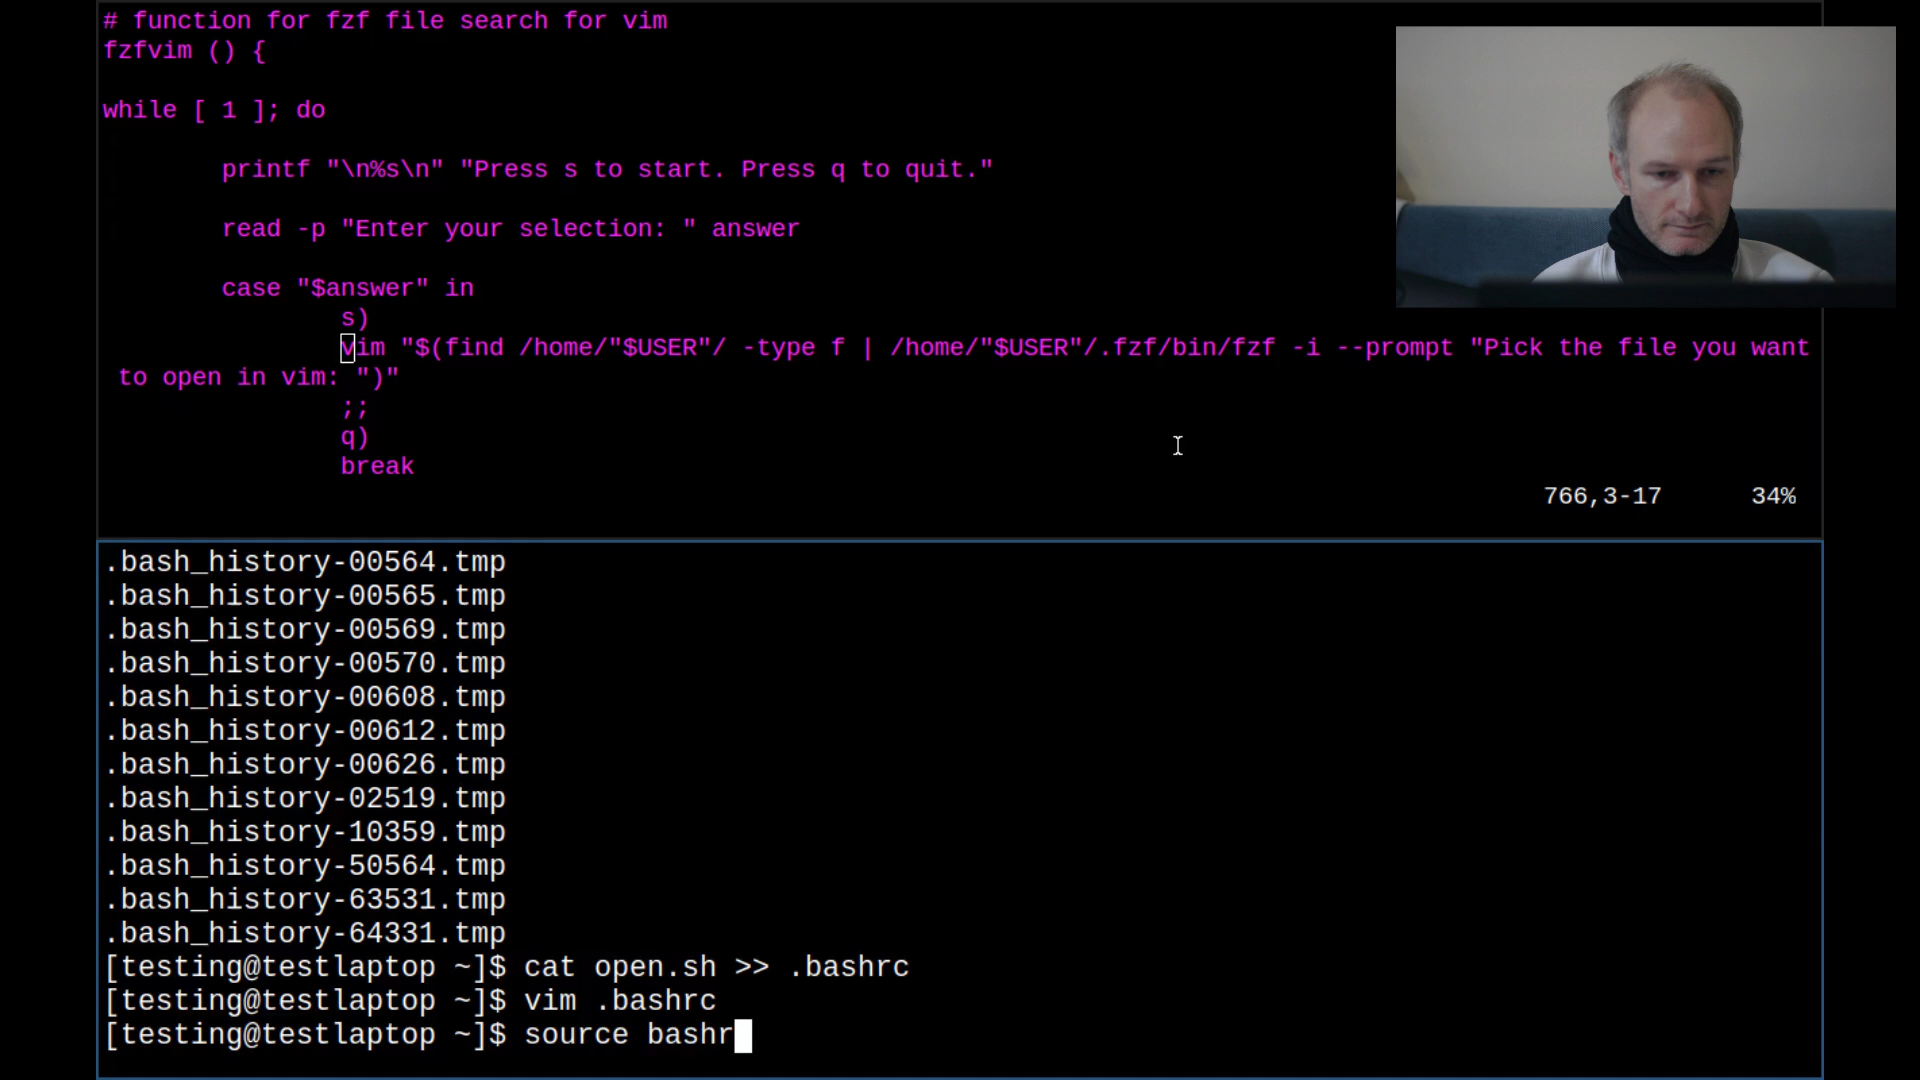 # function for fzf file search for vim
fzfvim () {
while [ 1 ]; do
printf "\n%s\n" "Press s to start. Press q to quit."
read -p "Enter your selection: " answer
case "$answer" in
s)
vim "$(find /home/"$USER"/ -type f | /home/"$USER"/.fzf/bin/fzf -i --prompt "Pick the file you want
to open in vim: ")"
;;
q)
break
766,3-17 34%
.bash_history-00564.tmp
.bash_history-00565.tmp
.bash_history-00569.tmp
.bash_history-00570.tmp
.bash_history-00608.tmp
.bash_history-00612.tmp
.bash_history-00626.tmp
.bash_history-02519.tmp
.bash_history-10359.tmp
.bash_history-50564.tmp
.bash_history-63531.tmp
.bash_history-64331.tmp
[testing@testlaptop ~]$ cat open.sh >> .bashrc
[testing@testlaptop ~]$ vim .bashrc
[testing@testlaptop ~]$ source bashr